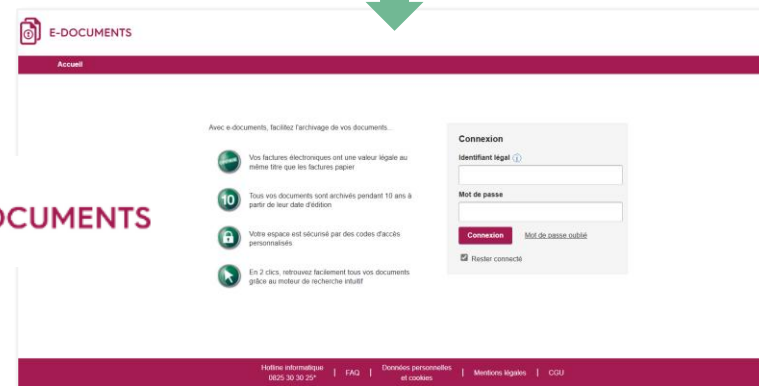 E-DOCUMENTS
Accueil
Avec e-documents, facilitez l'archivage de vos documents...
Vos factures électroniques ont une valeur légale au
même titre que les factures papier
10
Tous vos documents sont archivés pendant 10 ans à
partir de leur date d'édition
Votre espace est sécurisé par des codes d'accès
personnalisés
En 2 clics, retrouvez facilement tous vos documents
grâce au moteur de recherche intuitif
Connexion
Identifiant légal
Mot de passe
Connexion Mot de passe oublié
Rester connecté
OCUMENTS
Hotline informatique
0825 30 30 25*
| FAQ |
Données personnelles
et cookies
| Mentions légales | CGU